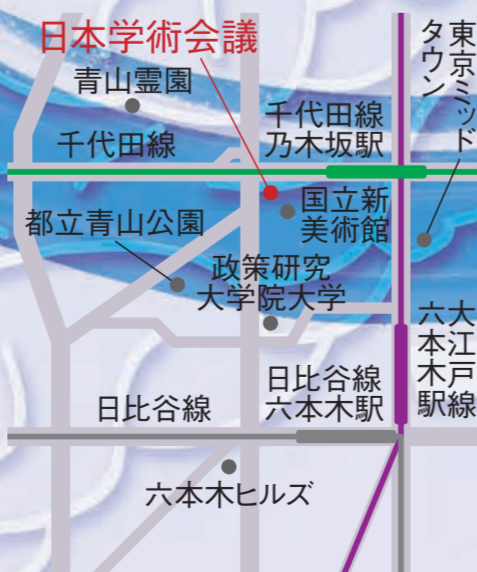 日本学術会議
青山霊園
東京ミッド
タウン
千代田線
千代田線
乃木坂駅
国立新
美術館
都立青山公園
政策研究
大学院大学
大江戸線
六本木駅
日比谷線
日比谷線
六本木駅
六本木ヒルズ